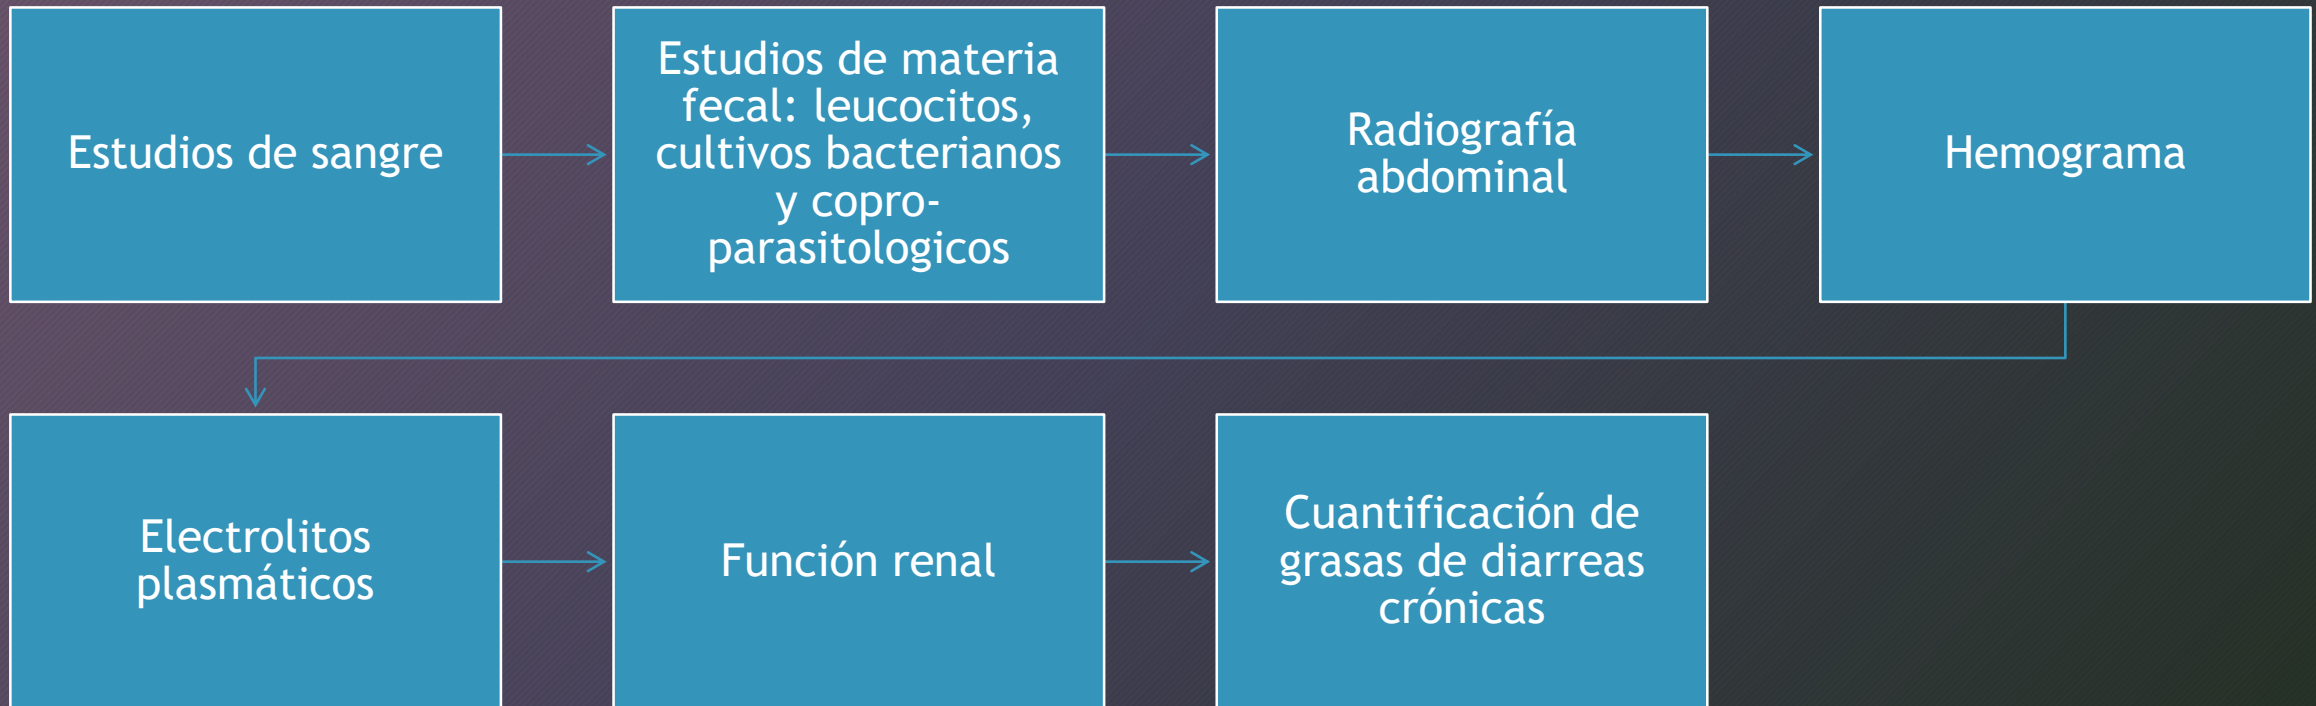 Estudios de sangre
Estudios de materia
fecal: leucocitos,
cultivos bacterianos
y copro-
parasitologicos
Radiografía
abdominal
Hemograma
Electrolitos
plasmáticos
Función renal
Cuantificación de
grasas de diarreas
crónicas